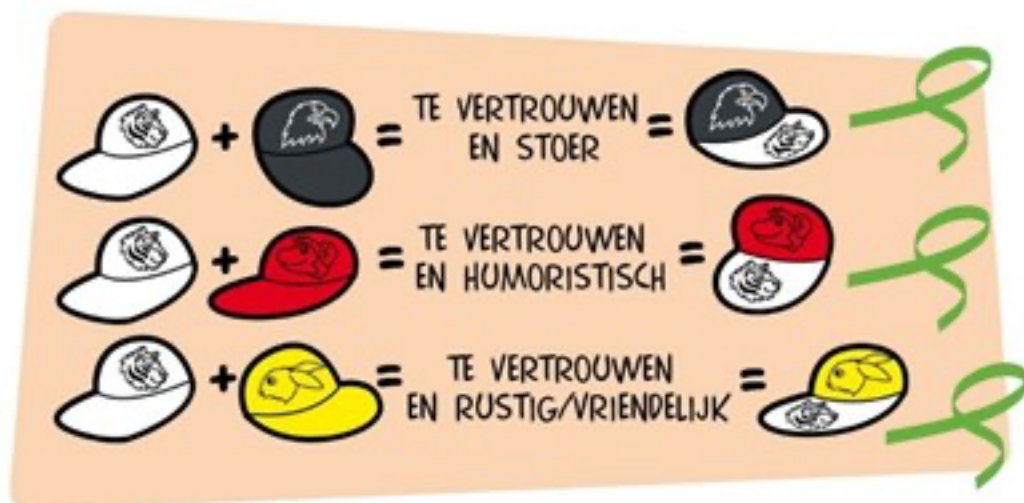 + = TE VERTROUWEN EN STOER =
+ = TE VERTROUWEN EN HUMORISTISCH =
+ = TE VERTROUWEN EN RUSTIG/VRIENDELIJK =